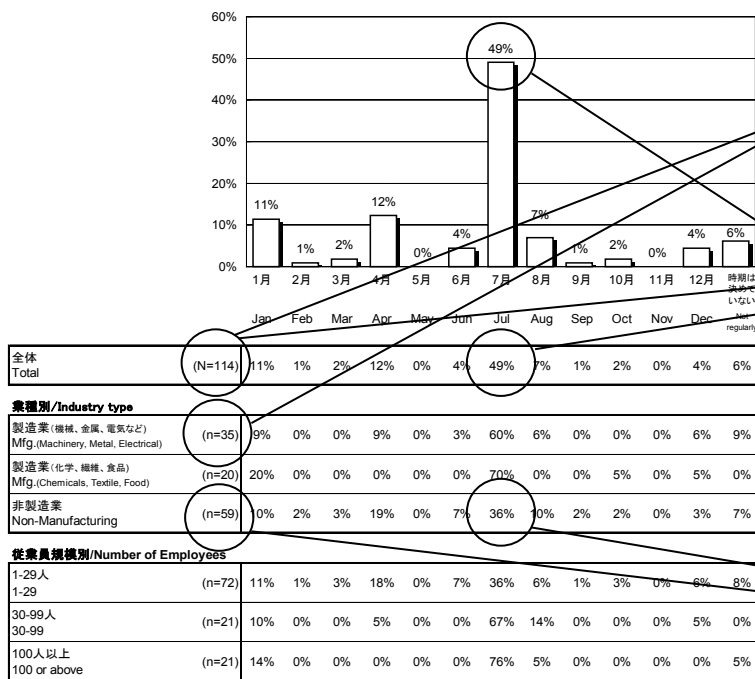 60%
50%
40%
30%
20%
10%
0%
11%
1%
2%
12%
0%
4%
49%
7%
1%
2%
0%
4%
6%
1月 2月 3月 4月 5月 6月 7月 8月 9月 10月 11月 12月 時期は
決めて
いない
Jan Feb Mar Apr May Jun Jul Aug Sep Oct Nov Dec Not
regularly
全体
Total (N=114) 11% 1% 2% 12% 0% 4% 49% 7% 1% 2% 0% 4% 6%
業種別/Industry type
製造業(機械、金属、電気など)
Mfg.(Machinery, Metal, Electrical) (n=35) 9% 0% 0% 9% 0% 3% 60% 6% 0% 0% 0% 6% 9%
製造業(化学、繊維、食品)
Mfg.(Chemicals, Textile, Food) (n=20) 20% 0% 0% 0% 0% 0% 70% 0% 0% 5% 0% 5% 0%
非製造業
Non-Manufacturing (n=59) 10% 2% 3% 19% 0% 7% 36% 10% 2% 2% 0% 3% 7%
従業員規模別/Number of Employees
1-29人
1-29 (n=72) 11% 1% 3% 18% 0% 7% 36% 6% 1% 3% 0% 6% 8%
30-99人
30-99 (n=21) 10% 0% 0% 5% 0% 0% 67% 14% 0% 0% 0% 5% 0%
100人以上
100 or above (n=21) 14% 0% 0% 0% 0% 0% 76% 5% 0% 0% 0% 0% 5%